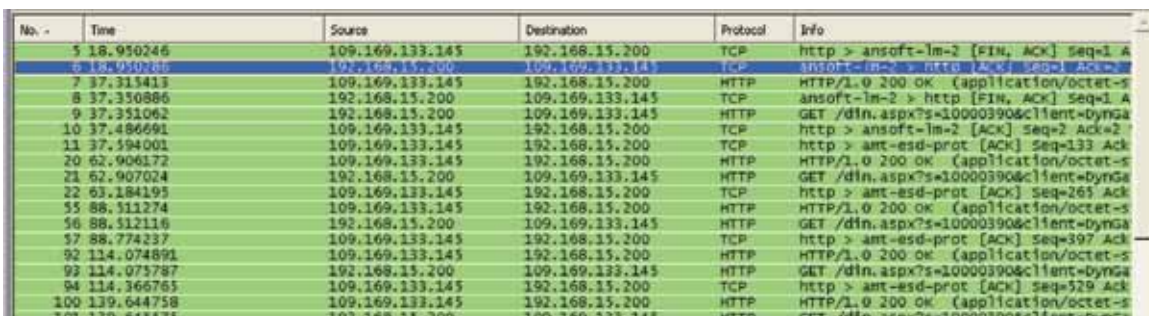 No. - Time Source Destination Protocol Info
5 18.950246 109.169.133.145 192.168.15.200 TCP http > ansoft-lm-2 [FIN, ACK] Seq=1 A
6 18.950286 192.168.15.200 109.169.133.145 TCP ansoft-lm-2 > http [ACK] Seq=1 Ack=2
7 37.315413 109.169.133.145 192.168.15.200 HTTP HTTP/1.0 200 OK
8 37.350886 192.168.15.200 109.169.133.145 TCP ansoft-lm-2 > http [FIN, ACK] Seq=1 A
9 37.351062 192.168.15.200 109.169.133.145 HTTP GET /din.aspx?s=10000390&client=DynGa
10 37.486691 109.169.133.145 192.168.15.200 TCP http > ansoft-lm-2 [ACK] Seq=2 Ack=2
11 37.594001 109.169.133.145 192.168.15.200 TCP http > amt-esd-prot [ACK] Seq=133 Ack
20 62.906172 109.169.133.145 192.168.15.200 HTTP HTTP/1.0 200 OK (application/octet-s
21 62.907024 192.168.15.200 109.169.133.145 HTTP GET /din.aspx?s=10000390&client=DynGa
22 63.184195 109.169.133.145 192.168.15.200 TCP http > amt-esd-prot [ACK] Seq=265 Ack
55 88.511274 109.169.133.145 192.168.15.200 HTTP HTTP/1.0 200 OK (application/octet-s
56 88.512116 192.168.15.200 109.169.133.145 HTTP GET /din.aspx?s=10000390&client=DynGa
57 88.774237 109.169.133.145 192.168.15.200 TCP http > amt-esd-prot [ACK] Seq=397 Ack
92 114.074891 109.169.133.145 192.168.15.200 HTTP HTTP/1.0 200 OK (application/octet-s
93 114.075787 192.168.15.200 109.169.133.145 HTTP GET /din.aspx?s=10000390&client=DynGa
94 114.366765 109.169.133.145 192.168.15.200 TCP http > amt-esd-prot [ACK] Seq=529 Ack
100 139.644758 109.169.133.145 192.168.15.200 HTTP HTTP/1.0 200 OK (application/octet-s